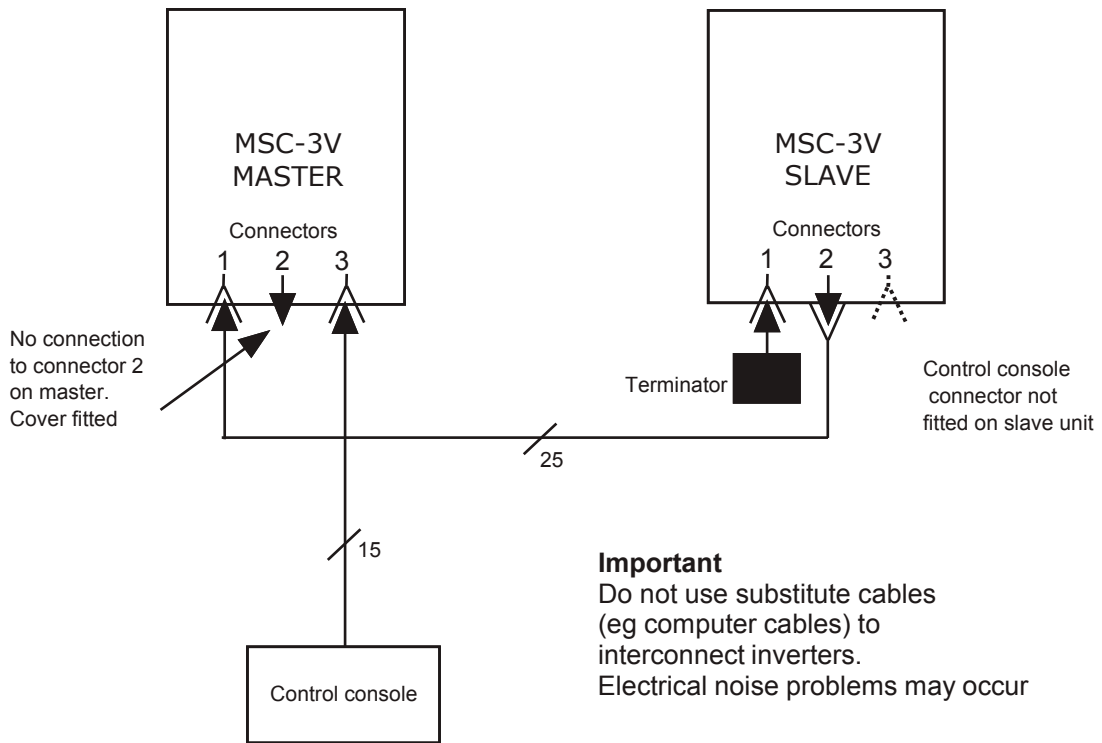 MSC-3V
MASTER
Connectors
1 2 3
MSC-3V
SLAVE
Connectors
1 2 3
No connection
to connector 2
on master.
Cover fitted
Terminator
Control console
connector not
fitted on slave unit
25
15
Important
Do not use substitute cables
(eg computer cables) to
interconnect inverters.
Electrical noise problems may occur
Control console